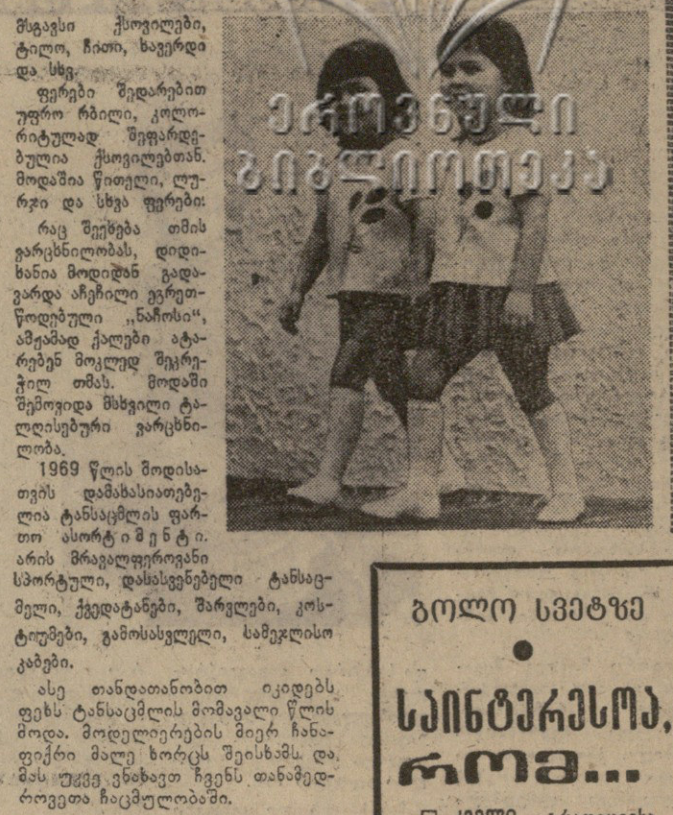 მსგავსი ქსოვილები,
ტილო, ჩითი, ხავერდი
და სხვ.
ფერები შედარებით
უფრო რბილი, კოლო-
რიტულად შეფარდე-
ბულია ქსოვილებთან.
მოდაშია წითელი, ლუ-
რჯი და სხვა ფერები.
რაც შეეხება თმის
ვარცხნილობას, დიდი-
ხანია მოდიდან გადა-
ვარდა აჩეჩილი ეგრეთ-
წოდებული „ნაჩოსი“,
ამჟამად ქალები ატა-
რებენ მოკლედ შეკრე-
ჭილ თმას. მოდაში
შემოვიდა მსხვილი ტა-
ლღისებური ვარცხნი-
ლობა.
1969 წლის მოდისა-
თვის დამახასიათებე-
ლია ტანსაცმლის ფარ-
თო ასორტიმენტი.
არის მრავალფეროვანი
სპორტული, დასასვენებელი ტანსაც-
მელი, ქვედატანები, შარვლები, კოს-
ტიუმები, გამოსასვლელი, სამეჯლისო
კაბები.
ასე თანდათანობით იკიდებს
ფეხს ტანსაცმლის მომავალი წლის
მოდა. მოდელიერების მიერ ჩანა-
ფიქრი მალე ხორცს შეისხამს და
მას უკვე ვნახავთ ჩვენს თანამედ-
როვეთა ჩაცმულობაში.
ეროვნული
ბიბლიოთეკა
ბოლო სვეტზე
საინტერესოა,
რომ...